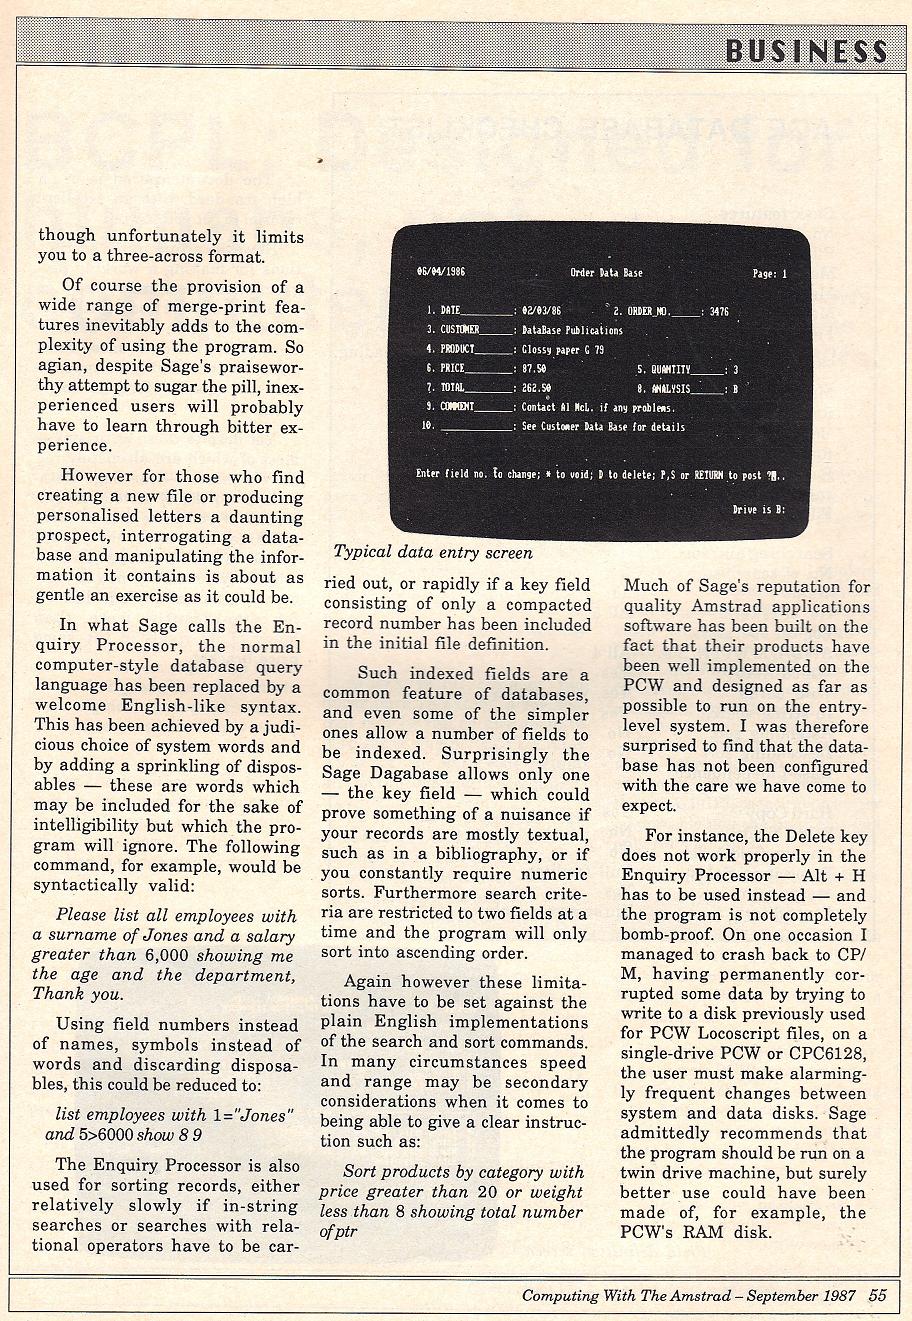 BUSINESS
though unfortunately it limits
you to a three-across format.
Of course the provision of a
wide range of merge-print fea-
tures inevitably adds to the com-
plexity of using the program. So
agian, despite Sage's praisewor-
thy attempt to sugar the pill, inex-
perienced users will probably
have to learn through bitter ex-
perience.
However for those who find
creating a new file or producing
personalised letters a daunting
prospect, interrogating a data-
base and manipulating the infor-
mation it contains is about as
gentle an exercise as it could be.
In what Sage calls the En-
quiry Processor, the normal
computer-style database query
language has been replaced by a
welcome English-like syntax.
This has been achieved by a judi-
cious choice of system words and
by adding a sprinkling of dispos-
ables — these are words which
may be included for the sake of
intelligibility but which the pro-
gram will ignore. The following
command, for example, would be
syntactically valid:
Please list all employees with
a surname of Jones and a salary
greater than 6,000 showing me
the age and the department,
Thank you.
Using field numbers instead
of names, symbols instead of
words and discarding disposa-
bles, this could be reduced to:
list employees with 1="Jones"
and 5>6000 show 8 9
The Enquiry Processor is also
used for sorting records, either
relatively slowly if in-string
searches or searches with rela-
tional operators have to be car-
06/04/1986 Order Data Base Page: 1
1. DATE_________: 02/03/86 2. ORDER_NO._____: 3476
3. CUSTOMER______: DataBase Publications
4. PRODUCT_______: Glossy paper G 79
6. PRICE_________: 87.50 5. QUANTITY______: 3
7. TOTAL_________: 262.50 8. ANALYSIS______: B
9. COMMENT_______: Contact Al McL. if any problems.
10. ______________: See Customer Data Base for details
Enter field no. to change; * to void; D to delete; P,S or RETURN to post ?..
Drive is B:
Typical data entry screen
ried out, or rapidly if a key field
consisting of only a compacted
record number has been included
in the initial file definition.
Such indexed fields are a
common feature of databases,
and even some of the simpler
ones allow a number of fields to
be indexed. Surprisingly the
Sage Dagabase allows only one
— the key field — which could
prove something of a nuisance if
your records are mostly textual,
such as in a bibliography, or if
you constantly require numeric
sorts. Furthermore search crite-
ria are restricted to two fields at a
time and the program will only
sort into ascending order.
Again however these limita-
tions have to be set against the
plain English implementations
of the search and sort commands.
In many circumstances speed
and range may be secondary
considerations when it comes to
being able to give a clear instruc-
tion such as:
Sort products by category with
price greater than 20 or weight
less than 8 showing total number
of ptr
Much of Sage's reputation for
quality Amstrad applications
software has been built on the
fact that their products have
been well implemented on the
PCW and designed as far as
possible to run on the entry-
level system. I was therefore
surprised to find that the data-
base has not been configured
with the care we have come to
expect.
For instance, the Delete key
does not work properly in the
Enquiry Processor — Alt + H
has to be used instead — and
the program is not completely
bomb-proof. On one occasion I
managed to crash back to CP/
M, having permanently cor-
rupted some data by trying to
write to a disk previously used
for PCW Locoscript files, on a
single-drive PCW or CPC6128,
the user must make alarming-
ly frequent changes between
system and data disks. Sage
admittedly recommends that
the program should be run on a
twin drive machine, but surely
better use could have been
made of, for example, the
PCW's RAM disk.
Computing With The Amstrad – September 1987 55